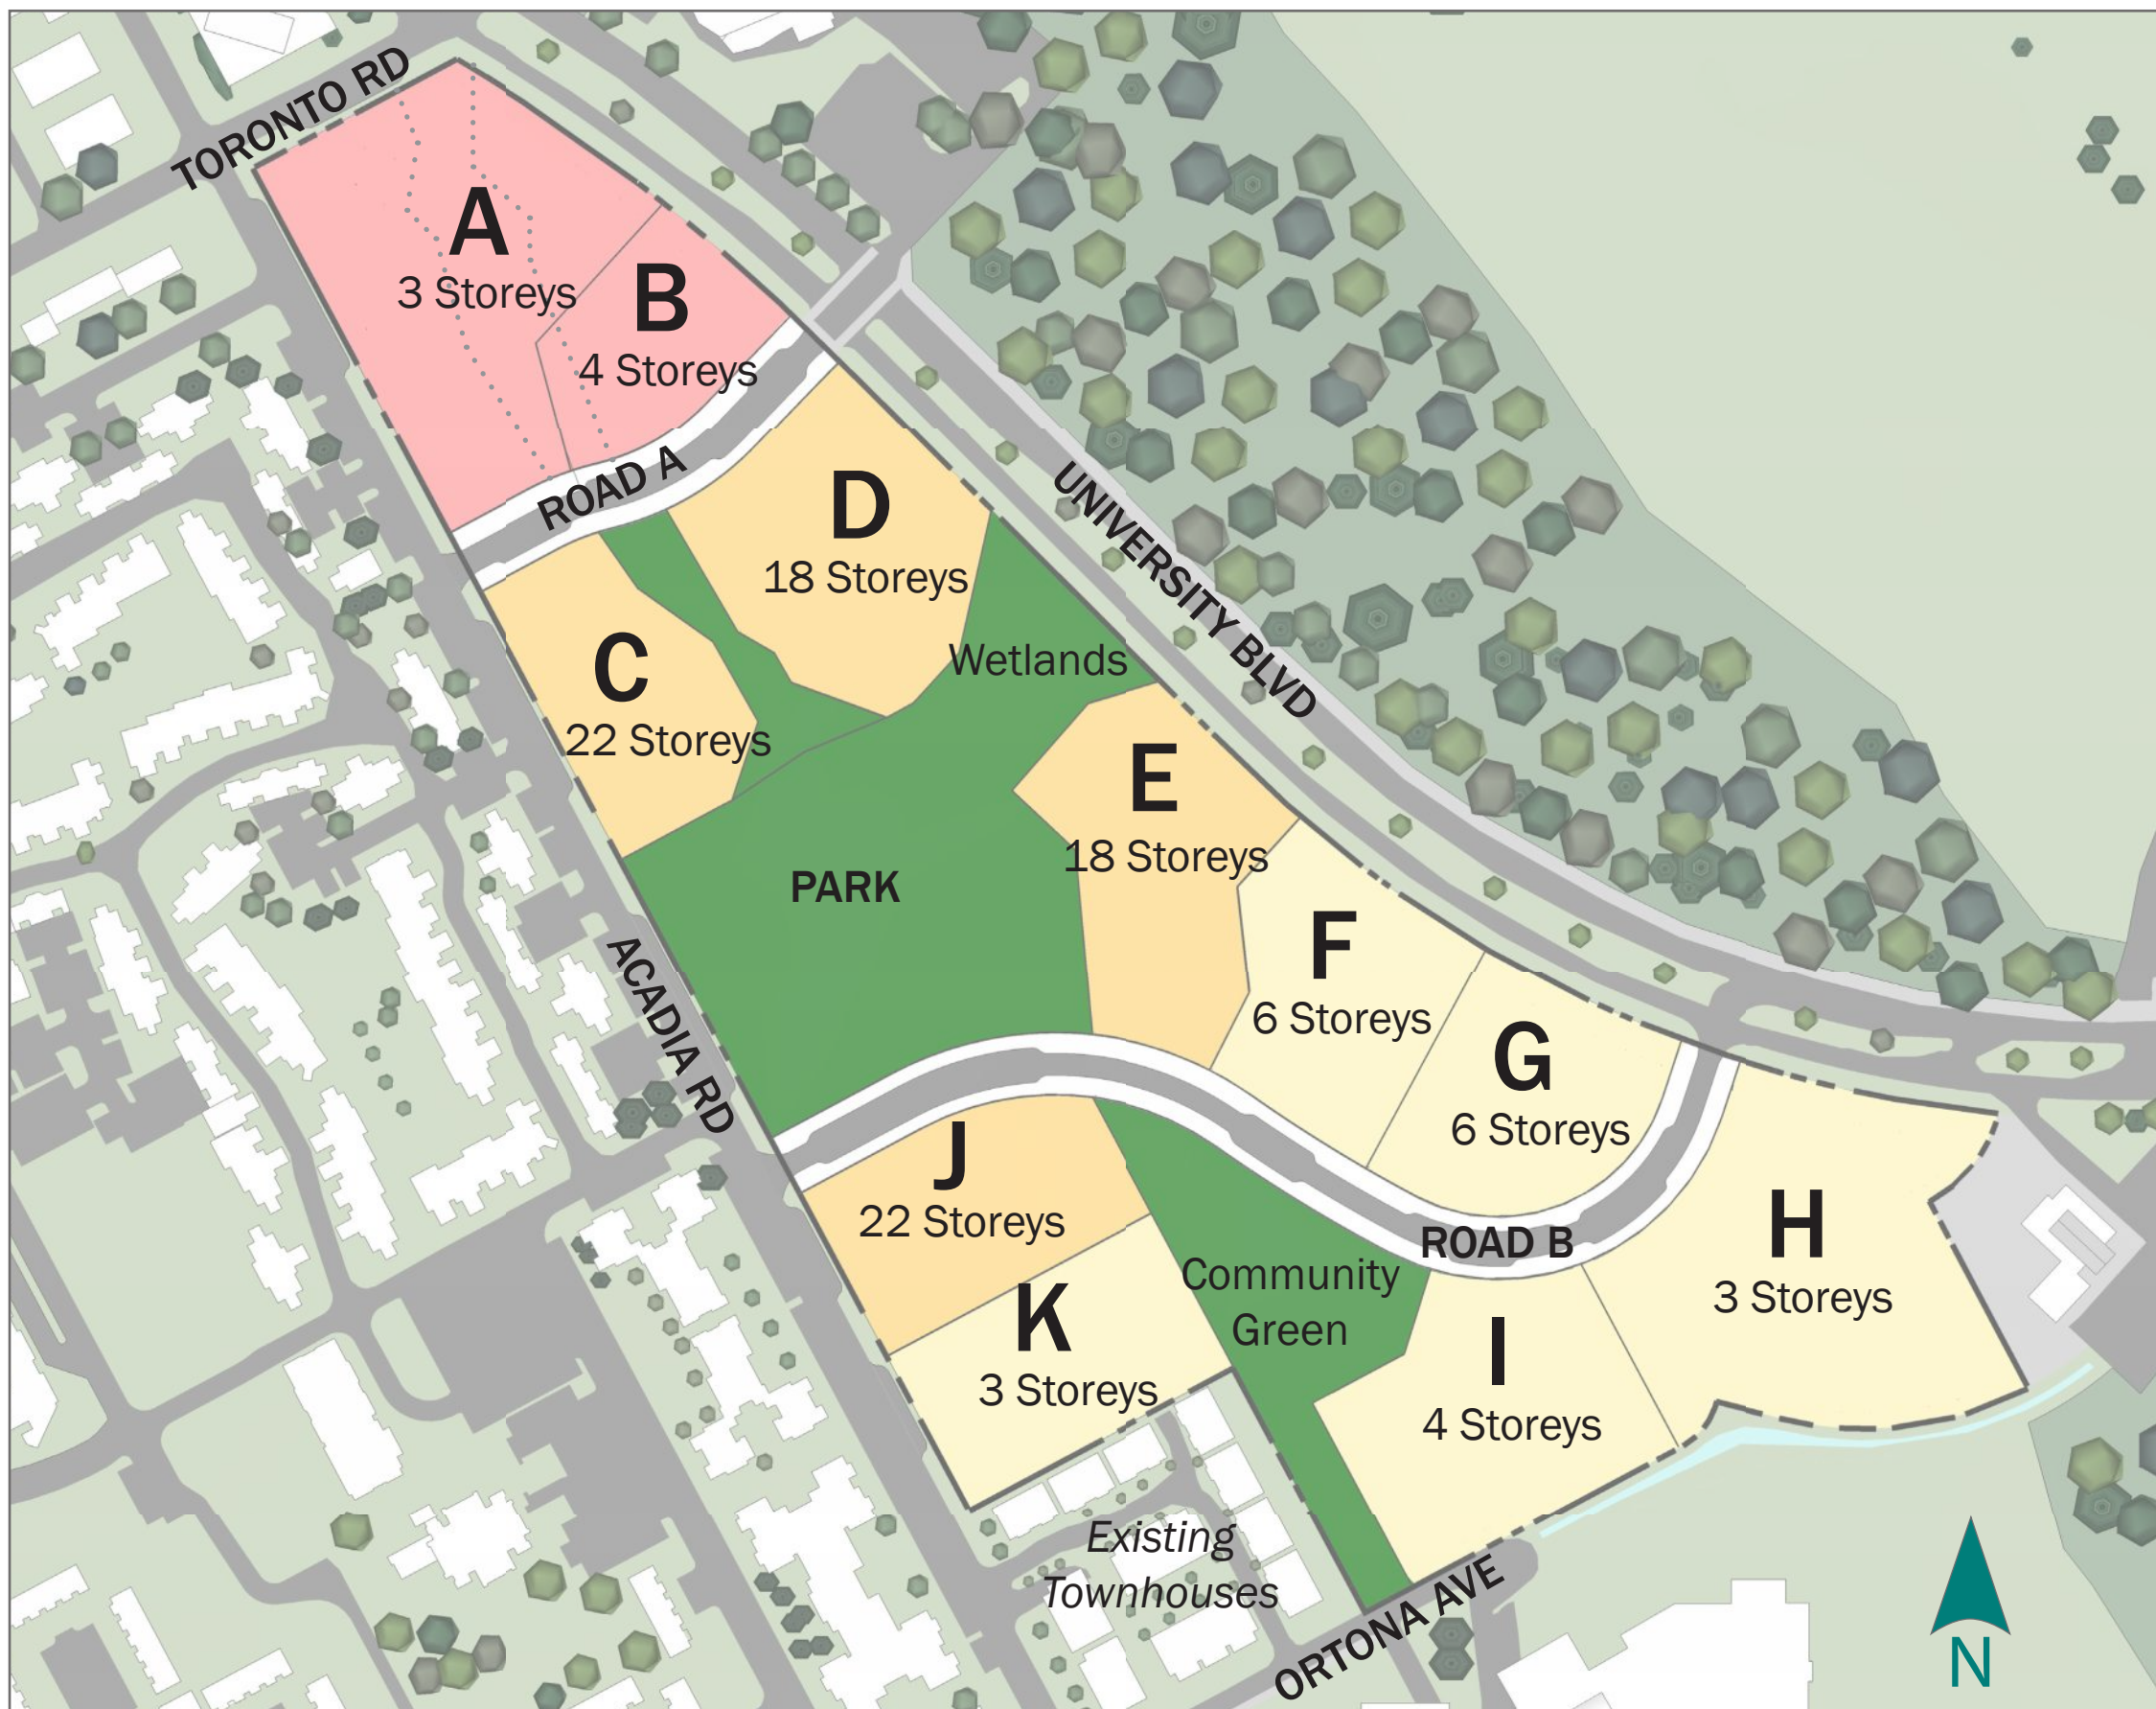 TORONTO RD
A
3 Storeys
B
4 Storeys
ROAD A
D
18 Storeys
UNIVERSITY BLVD
C
22 Storeys
Wetlands
E
18 Storeys
PARK
F
6 Storeys
ACADIA RD
G
6 Storeys
J
22 Storeys
ROAD B
H
3 Storeys
Community
Green
K
3 Storeys
I
4 Storeys
Existing
Townhouses
ORTONA AVE
N